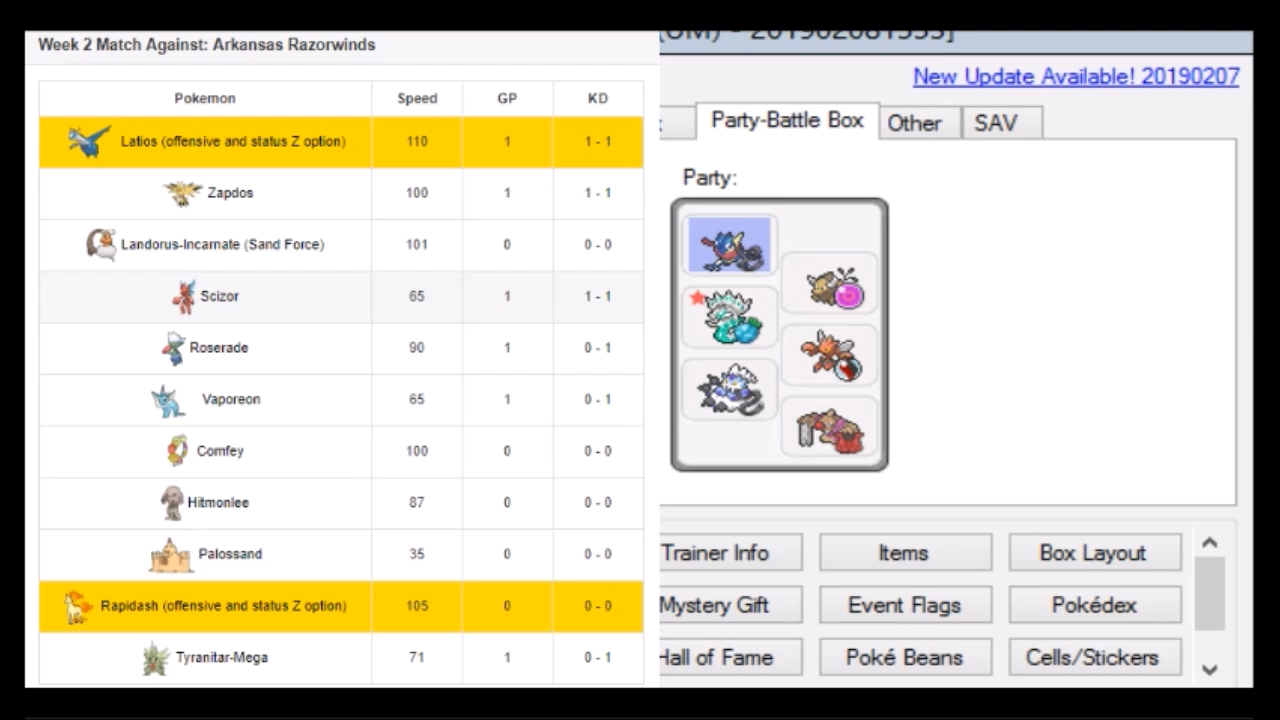 Week 2 Match Against: Arkansas Razorwinds
Pokemon Speed GP KD
Latios (offensive and status Z option) 110 1 1 - 1
Zapdos 100 1 1 - 1
Landorus-Incarnate (Sand Force) 101 0 0 - 0
Scizor 65 1 1 - 1
Roserade 90 1 0 - 1
Vaporeon 65 1 0 - 1
Comfey 100 0 0 - 0
Hitmonlee 87 0 0 - 0
Palossand 35 0 0 - 0
Rapidash (offensive and status Z option) 105 0 0 - 0
Tyranitar-Mega 71 1 0 - 1
New Update Available! 20190207
Party-Battle Box Other SAV
Party:
Trainer Info Items Box Layout
Mystery Gift Event Flags Pokédex
Hall of Fame Poké Beans Cells/Stickers